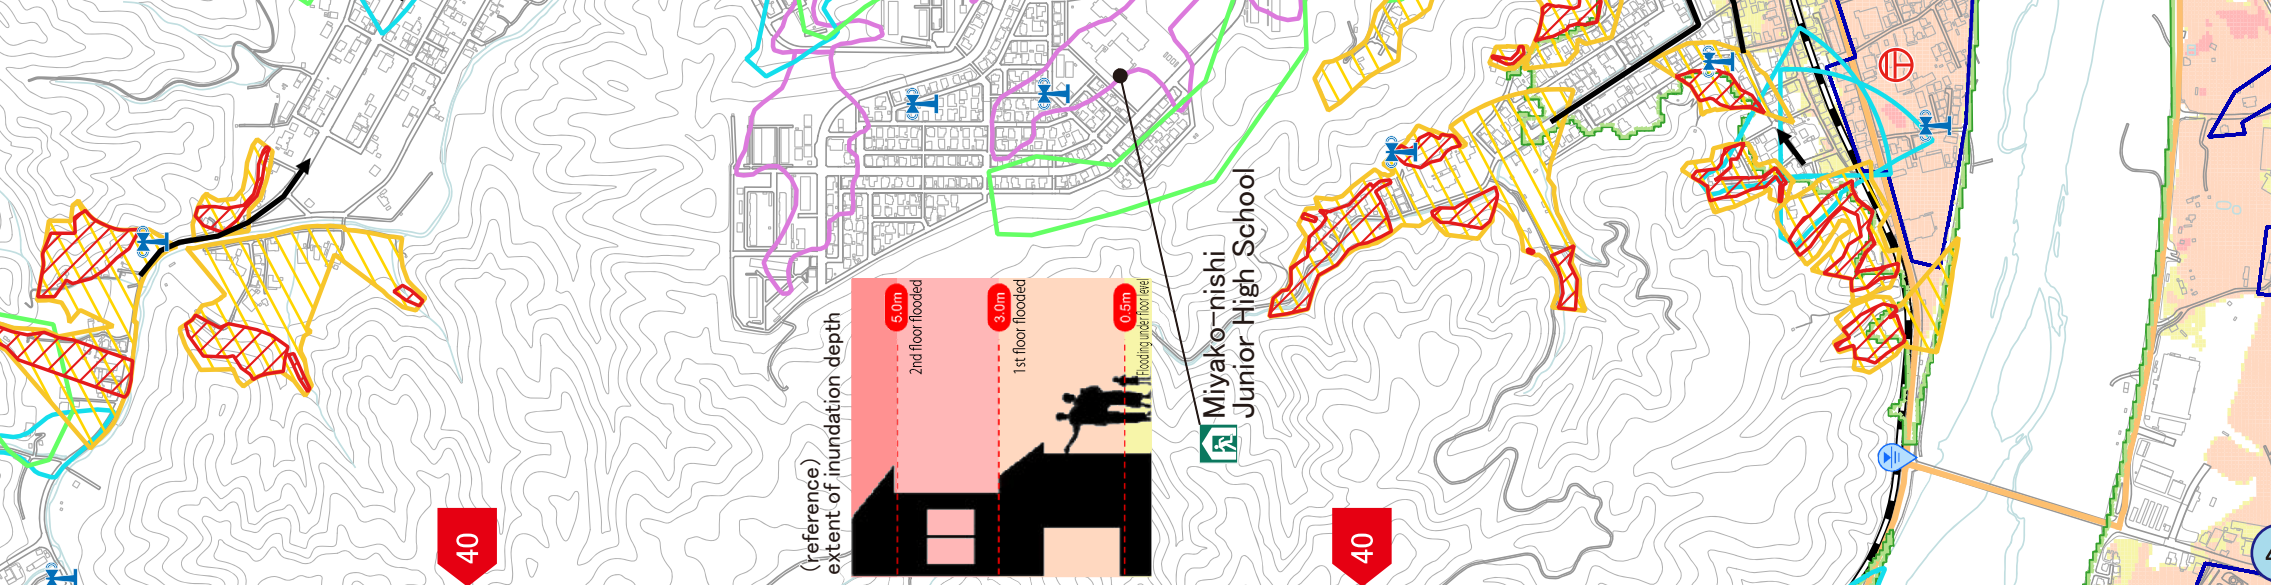 (reference)
extent of inundation depth
5.0m
2nd floor flooded
3.0m
1st floor flooded
0.5m
Flooding under floor level
Miyako-nishi
Junior High School
40
40